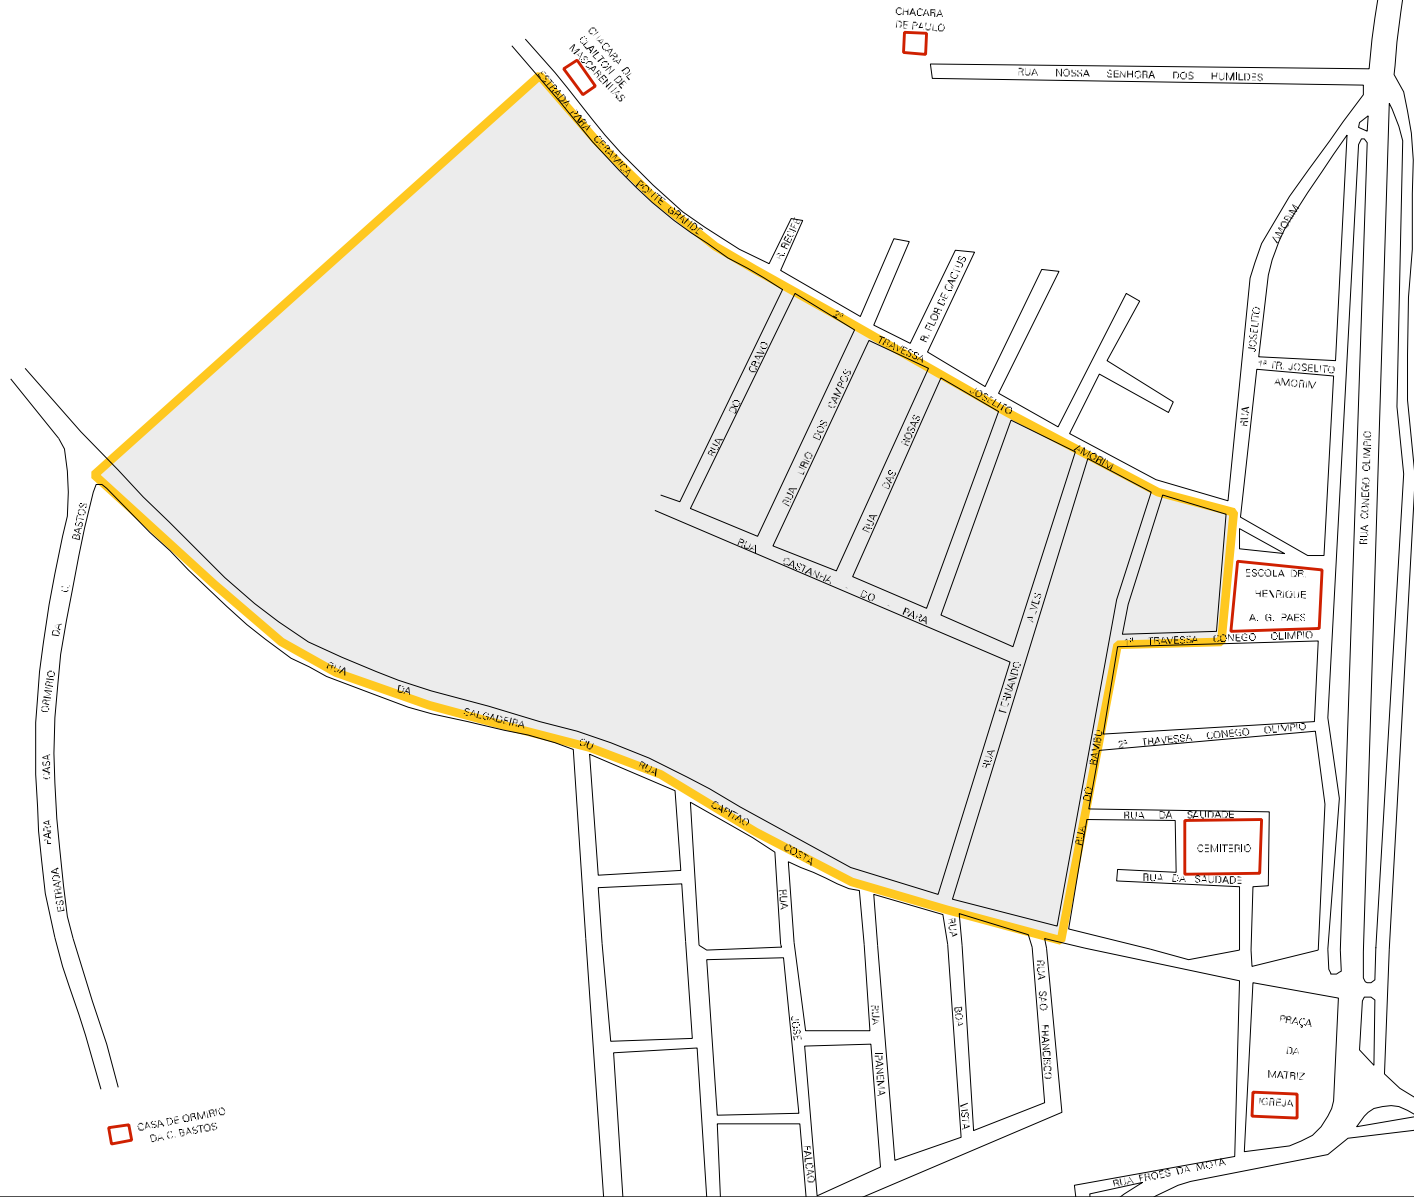 CHACARA
DE PAULO
CHACARA DE
CLAILTON DE
MASCARENHAS
RUA NOSSA SENHORA DOS HUMILDES
ESTRADA PARA CERAMICA PONTE GRANDE
R. RECIFE
R. FLOR DE CACTUS
2ª TRAVESSA JOSELITO AMORIM
RUA JOSELITO AMORIM
1ª TR. JOSELITO
AMORIM
RUA CONEGO OLIMPIO
RUA DO CRAVO
RUA LIRIO DOS CAMPOS
RUA DAS ROSAS
RUA CASTANHA DO PARA
RUA FERNANDO ALVES
ESCOLA DR.
HENRIQUE
A. G. PAES
1ª TRAVESSA CONEGO OLIMPIO
2ª TRAVESSA CONEGO OLIMPIO
RUA DO BAMBU
RUA DA SAUDADE
CEMITERIO
RUA DA SAUDADE
ESTRADA PARA CASA ORMIRIO DA C. BASTOS
RUA DA SALGADEIRA OU RUA CAPITAO COSTA
RUA JOSE FALCAO
RUA IPANEMA
RUA BOA VISTA
RUA SAO FRANCISCO
PRAÇA
DA
MATRIZ
IGREJA
CASA DE ORMIRIO
DA C. BASTOS
RUA FROES DA MOTA